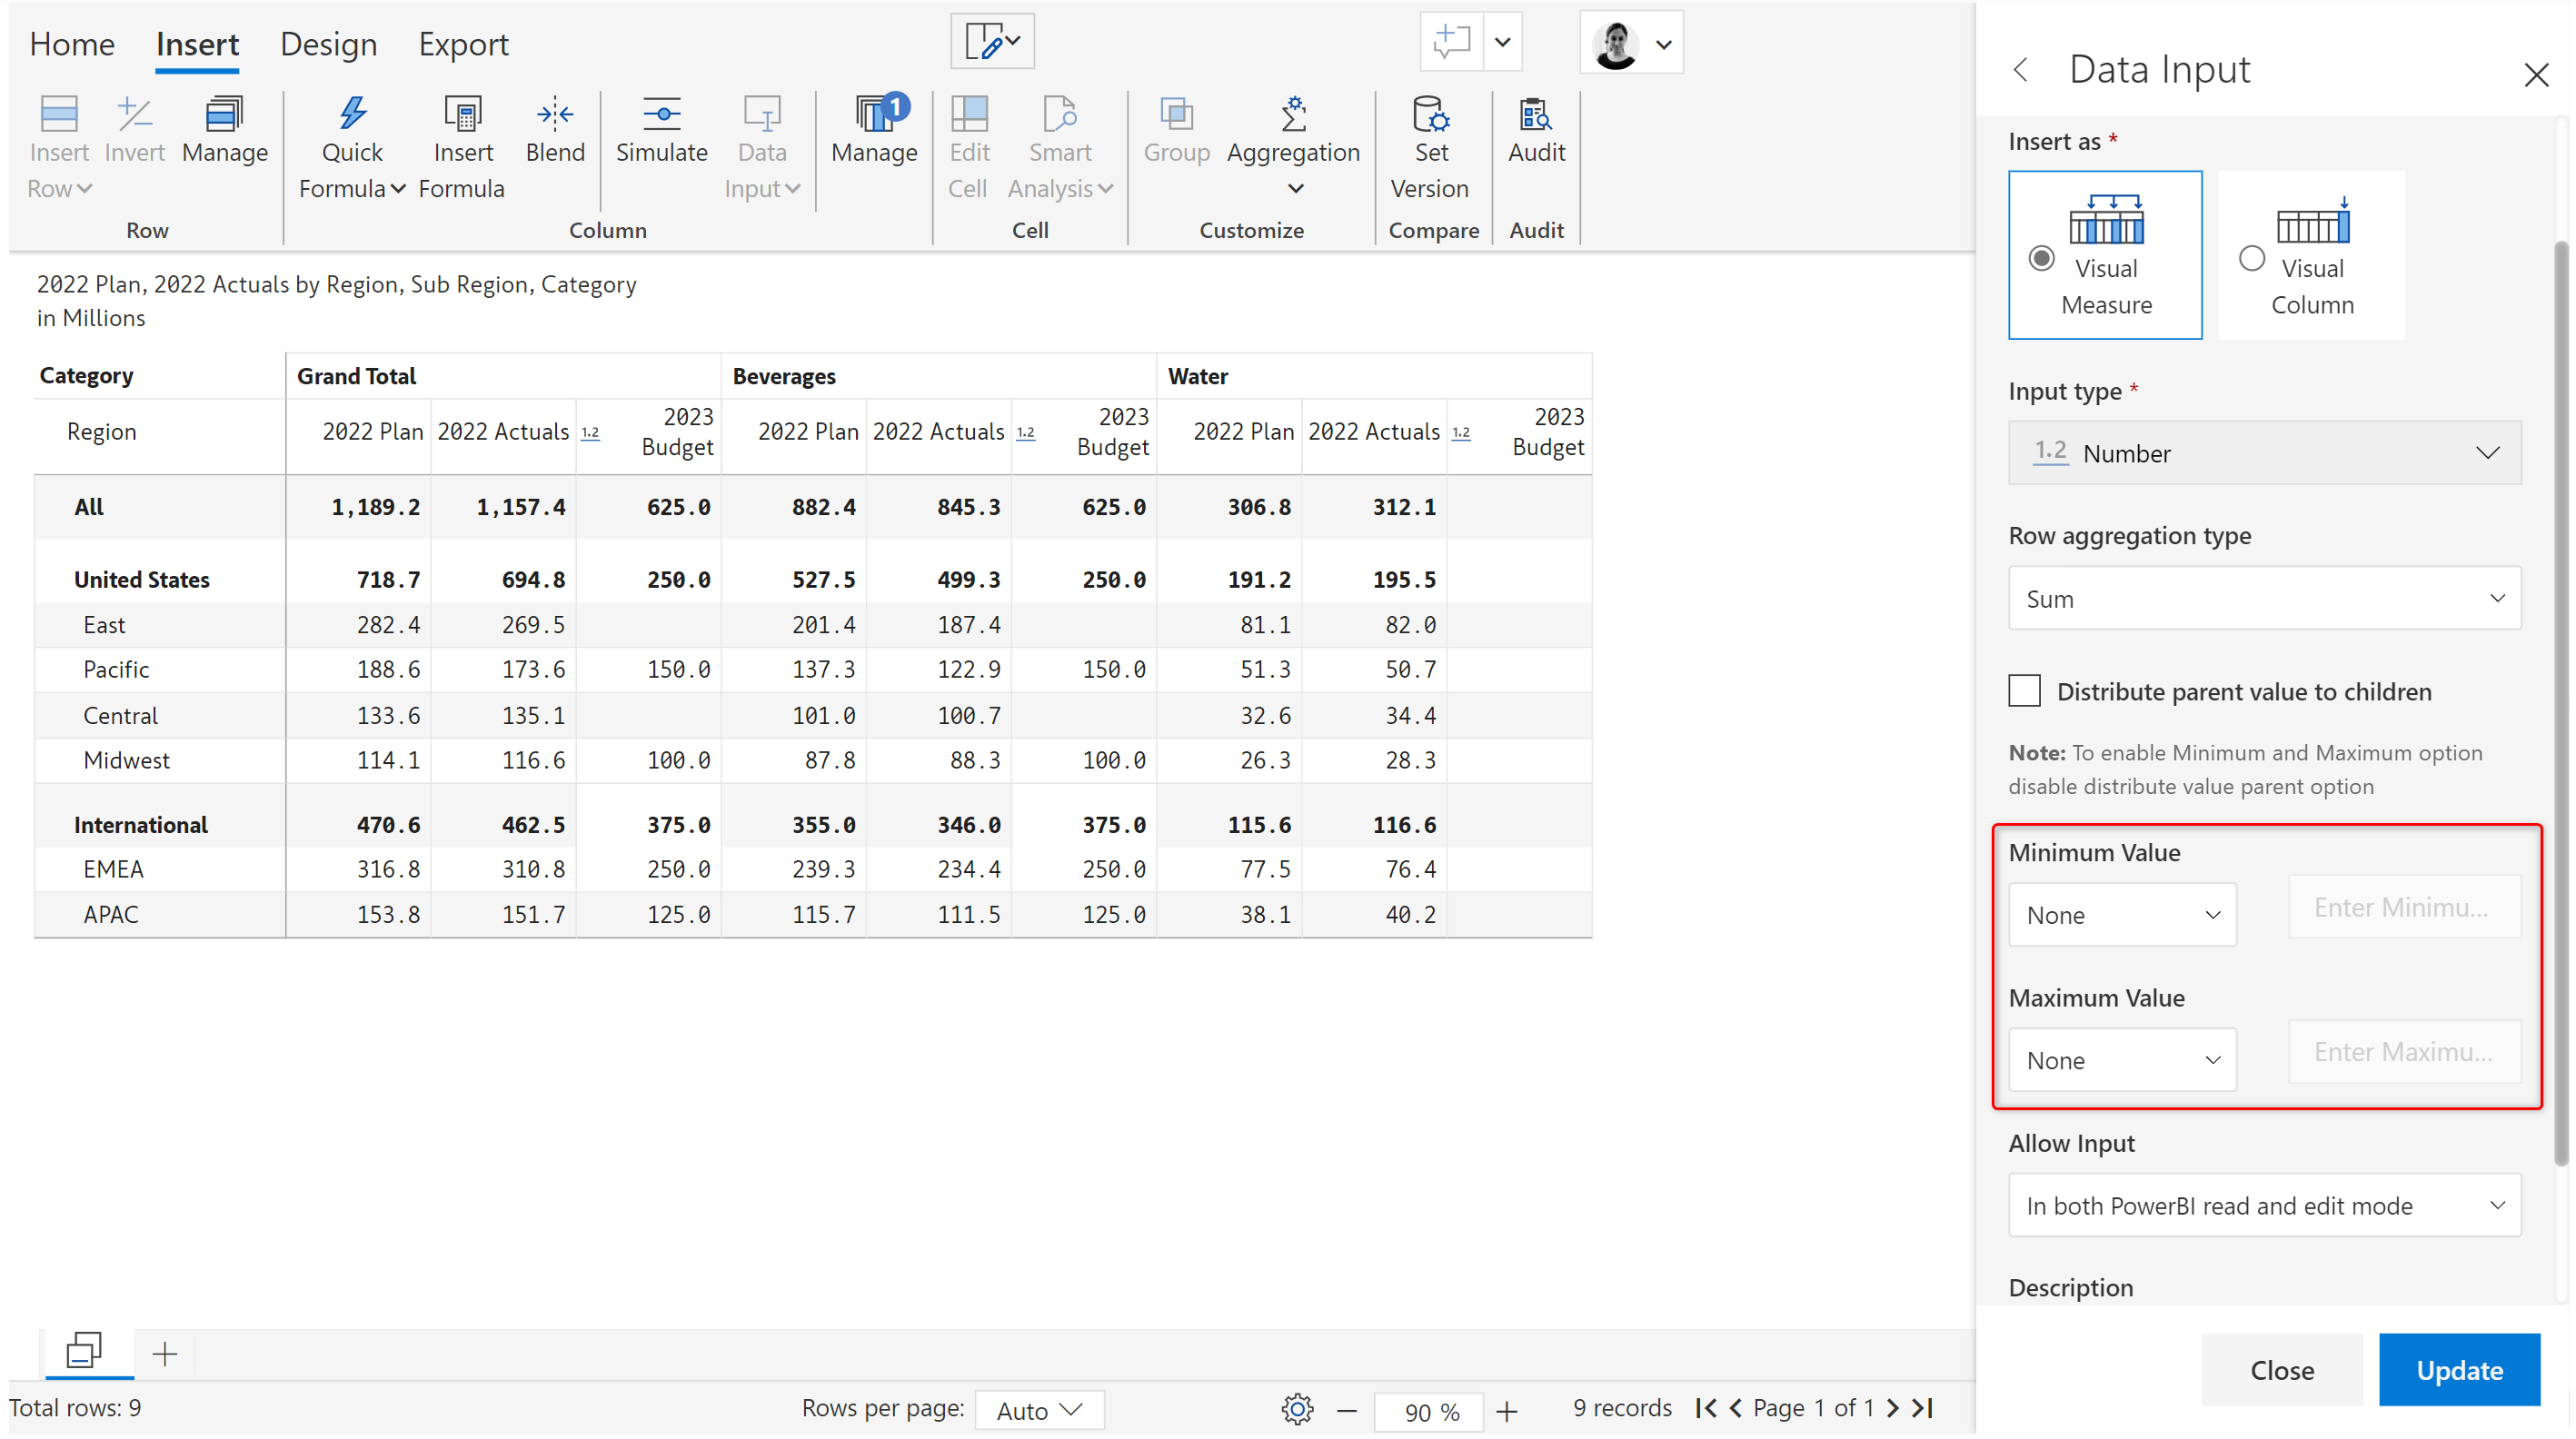 Home Insert Design Export
Insert Row
Invert
Manage
Row
Quick Formula
Insert Formula
Blend
Simulate
Data Input
1
Manage
Column
Edit Cell
Smart Analysis
Cell
Group
Aggregation
Customize
Set Version
Compare
Audit
Audit
2022 Plan, 2022 Actuals by Region, Sub Region, Category
in Millions
Category Grand Total Beverages Water
Region 2022 Plan 2022 Actuals 1.2 2023 Budget 2022 Plan 2022 Actuals 1.2 2023 Budget 2022 Plan 2022 Actuals 1.2 2023 Budget
All 1,189.2 1,157.4 625.0 882.4 845.3 625.0 306.8 312.1
United States 718.7 694.8 250.0 527.5 499.3 250.0 191.2 195.5
East 282.4 269.5 201.4 187.4 81.1 82.0
Pacific 188.6 173.6 150.0 137.3 122.9 150.0 51.3 50.7
Central 133.6 135.1 101.0 100.7 32.6 34.4
Midwest 114.1 116.6 100.0 87.8 88.3 100.0 26.3 28.3
International 470.6 462.5 375.0 355.0 346.0 375.0 115.6 116.6
EMEA 316.8 310.8 250.0 239.3 234.4 250.0 77.5 76.4
APAC 153.8 151.7 125.0 115.7 111.5 125.0 38.1 40.2
Total rows: 9 Rows per page: Auto 90 % 9 records Page 1 of 1
Data Input
Insert as *
Visual Measure
Visual Column
Input type *
1.2 Number
Row aggregation type
Sum
Distribute parent value to children
Note: To enable Minimum and Maximum option
disable distribute value parent option
Minimum Value
None Enter Minimu...
Maximum Value
None Enter Maximu...
Allow Input
In both PowerBI read and edit mode
Description
Close Update